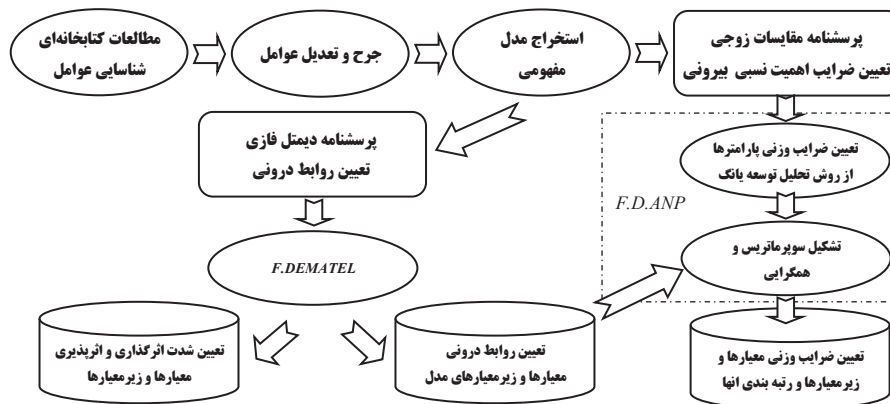 مطالعات کتابخانه‌ای
شناسایی عوامل
جرح و تعدیل عوامل
استخراج مدل
مفهومی
پرسشنامه مقایسات زوجی
تعیین ضرایب اهمیت نسبی بیرونی
پرسشنامه دیمتل فازی
تعیین روابط درونی
تعیین ضرایب وزنی پارامترها
از روش تحلیل توسعه یانگ
F.D.ANP
تشکیل سوپرماتریس و
همگرایی
F.DEMATEL
تعیین شدت اثرگذاری و اثرپذیری
معیارها و زیرمعیارها
تعیین روابط درونی
معیارها و زیرمعیارهای مدل
تعیین ضرایب وزنی معیارها و
زیرمعیارها و رتبه بندی انها